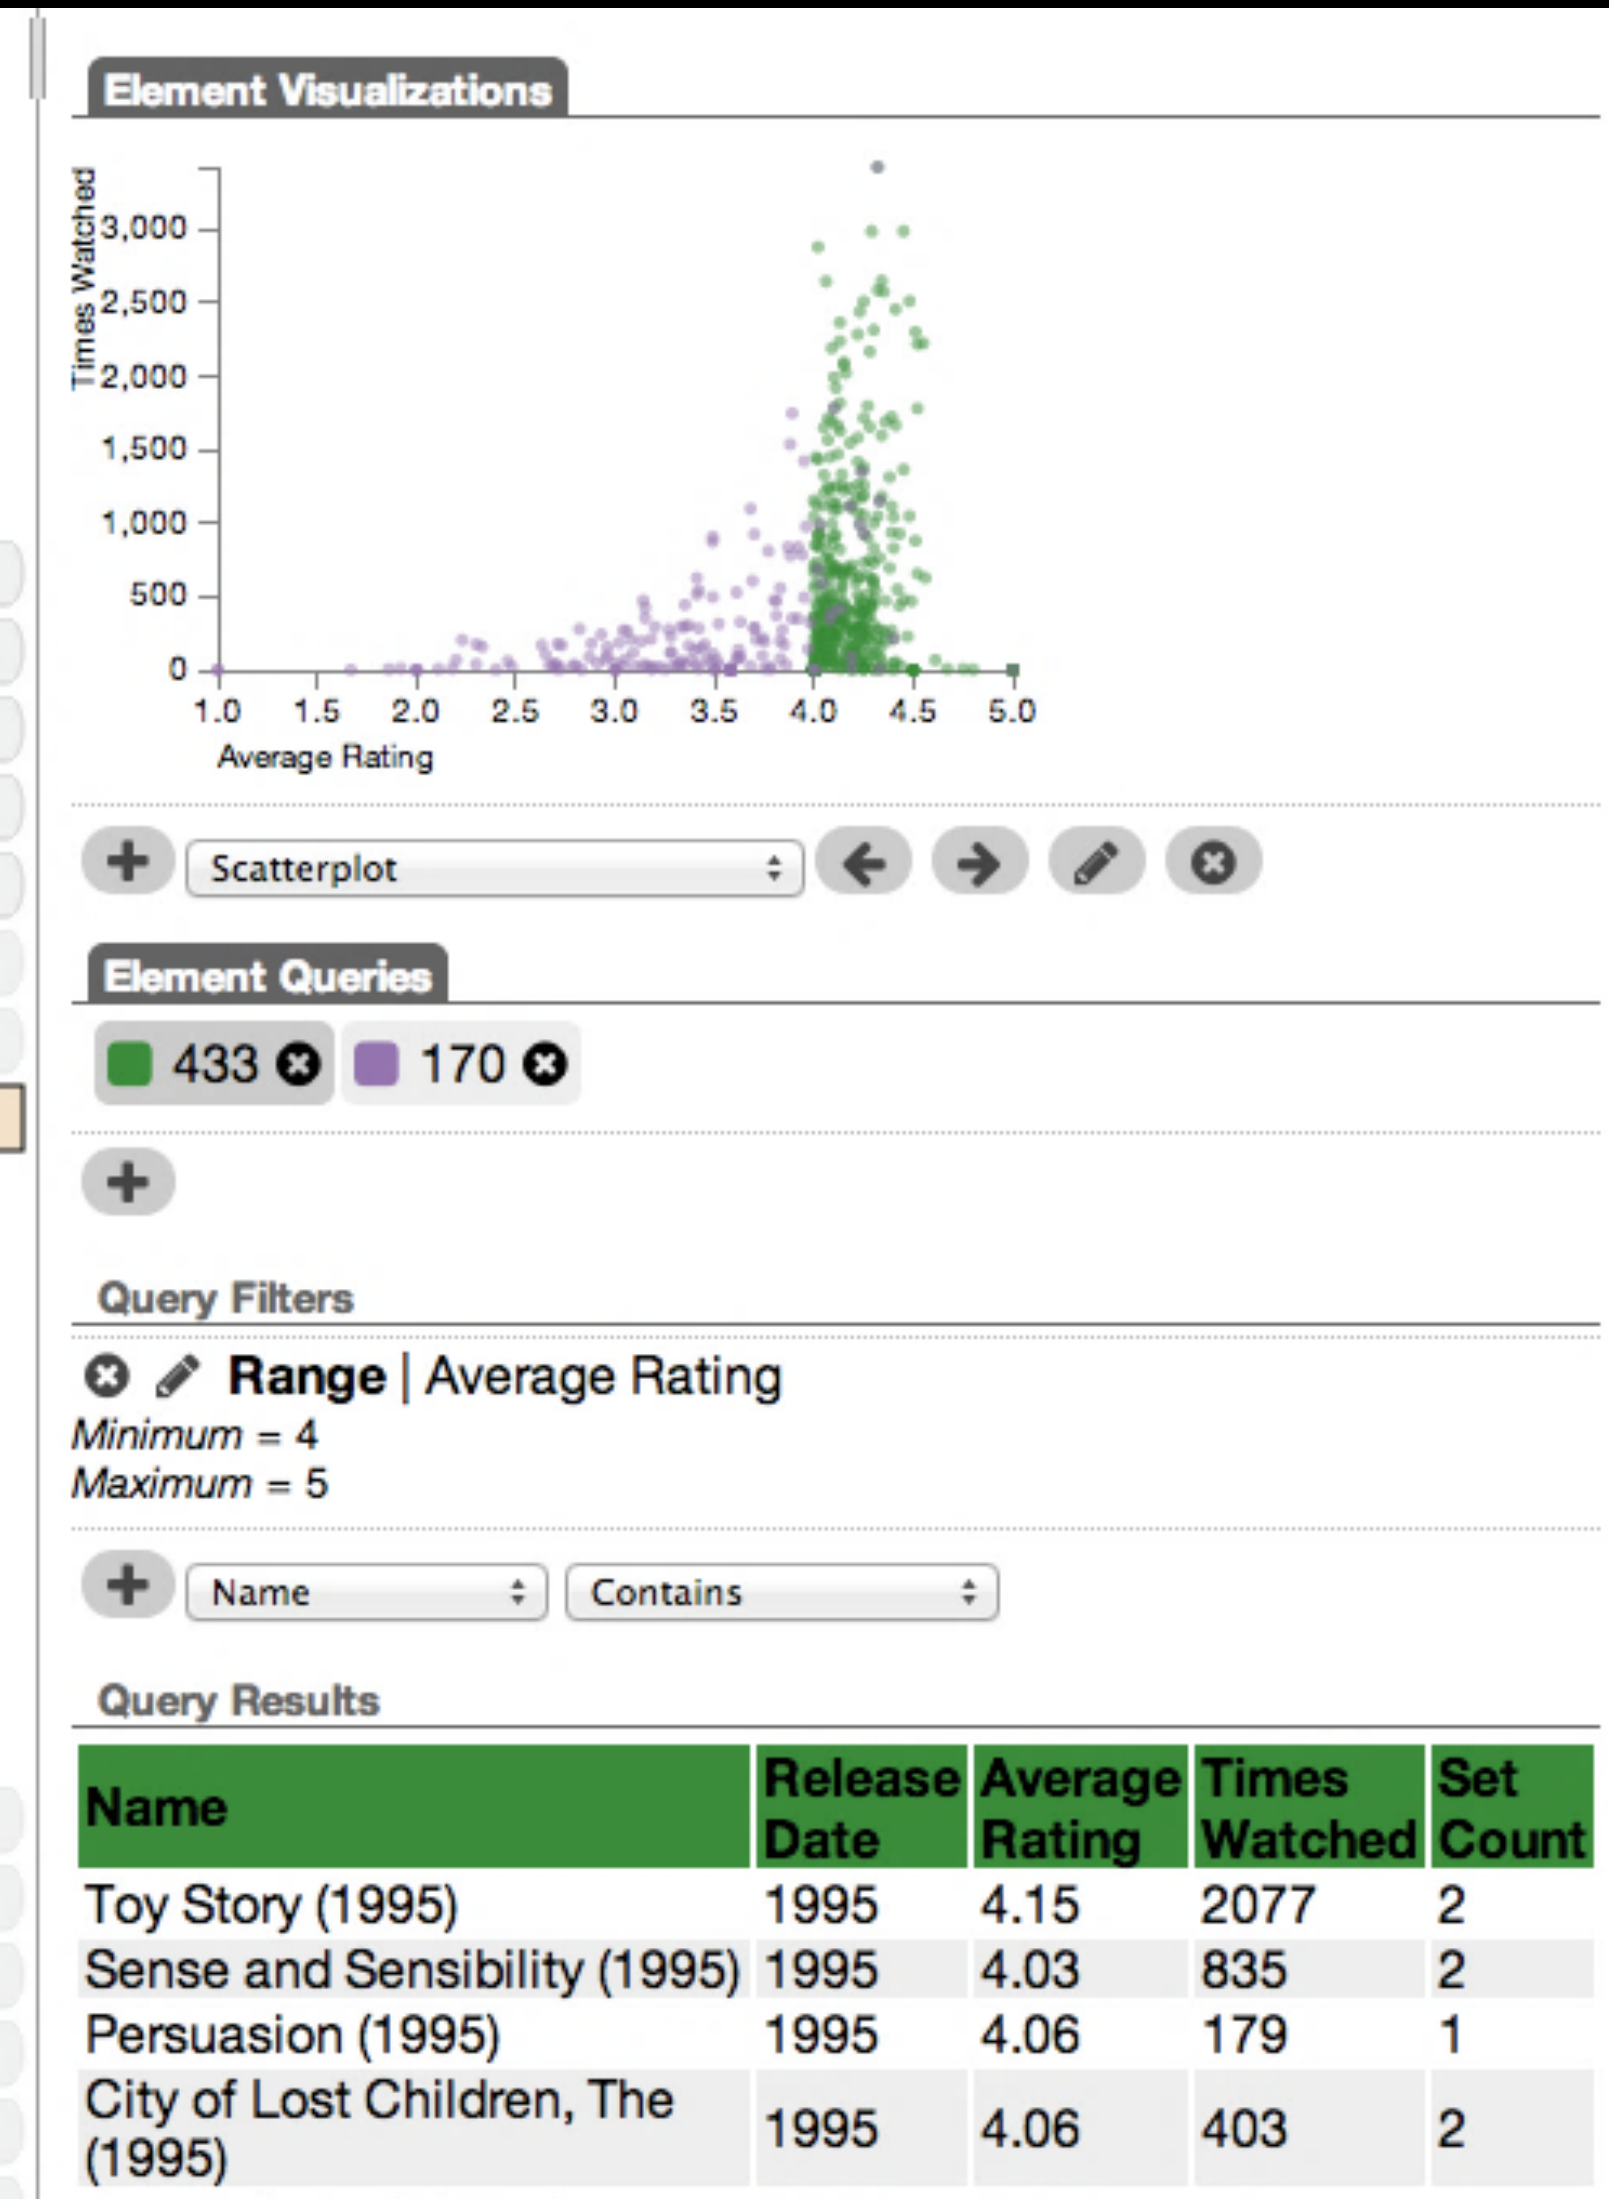 Element Visualizations
Times Watched
3,000
2,500
2,000
1,500
1,000
500
0
1.0 1.5 2.0 2.5 3.0 3.5 4.0 4.5 5.0
Average Rating
Scatterplot
Element Queries
433 170
Query Filters
Range | Average Rating
Minimum = 4
Maximum = 5
Name Contains
Query Results
Name Release Date Average Rating Times Watched Set Count
Toy Story (1995) 1995 4.15 2077 2
Sense and Sensibility (1995) 1995 4.03 835 2
Persuasion (1995) 1995 4.06 179 1
City of Lost Children, The (1995) 1995 4.06 403 2